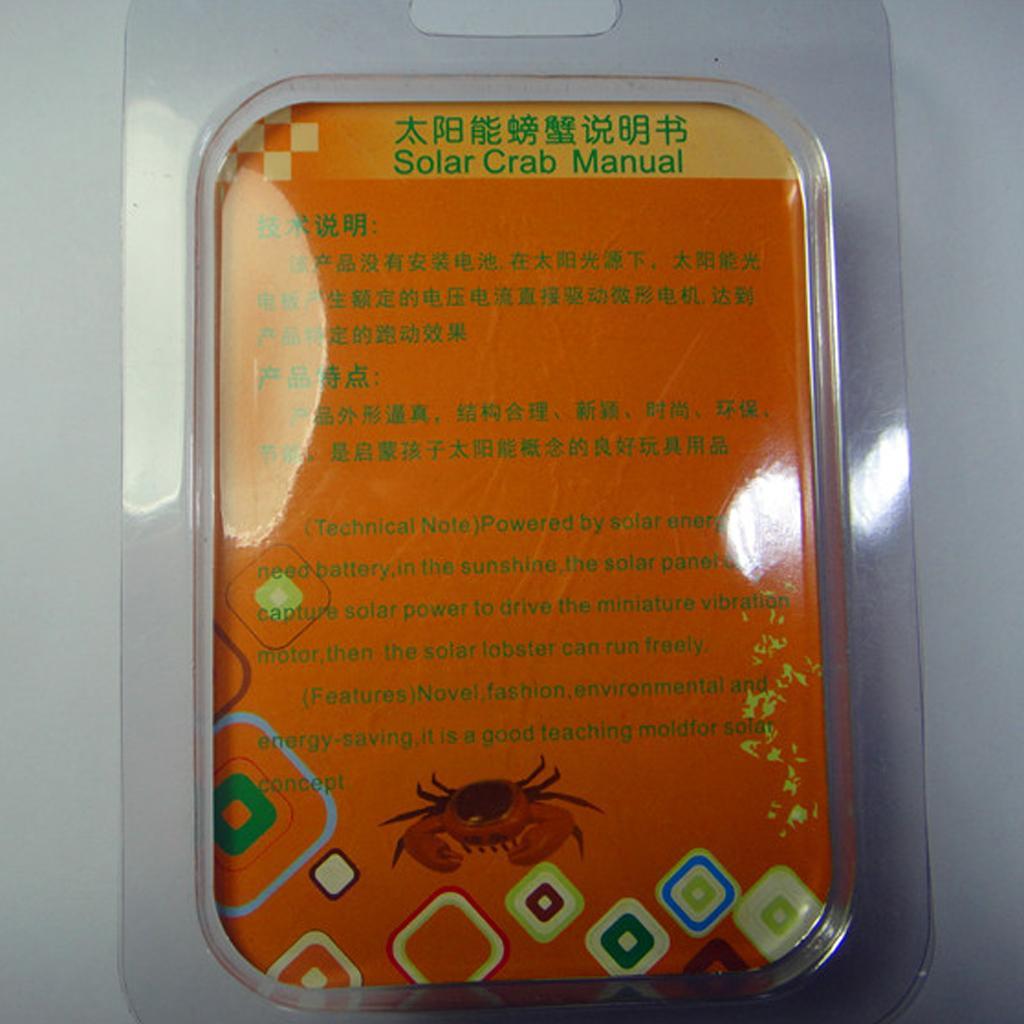 太阳能螃蟹说明书
Solar Crab Manual
技术说明:
该产品没有安装电池,在太阳光源下，太阳能光
电板产生额定的电压电流直接驱动微形电机,达到
产品特定的跑动效果
产品特点:
产品外形逼真，结构合理、新颖、时尚、环保、
节能，是启蒙孩子太阳能概念的良好玩具用品
(Technical Note)Powered by solar
need battery,in the sunshine,the solar panel
capture solar power to drive the miniature vibration
motor,then the solar lobster can run freely.
(Features)Novel,fashion,environmental and
energy-saving,it is a good teaching moldfor solar
concept